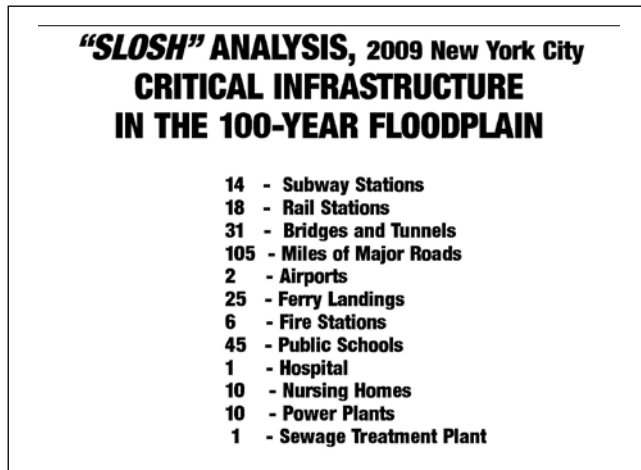 "SLOSH" ANALYSIS, 2009 New York City
CRITICAL INFRASTRUCTURE
IN THE 100-YEAR FLOODPLAIN
14 - Subway Stations
18 - Rail Stations
31 - Bridges and Tunnels
105 - Miles of Major Roads
2 - Airports
25 - Ferry Landings
6 - Fire Stations
45 - Public Schools
1 - Hospital
10 - Nursing Homes
10 - Power Plants
1 - Sewage Treatment Plant